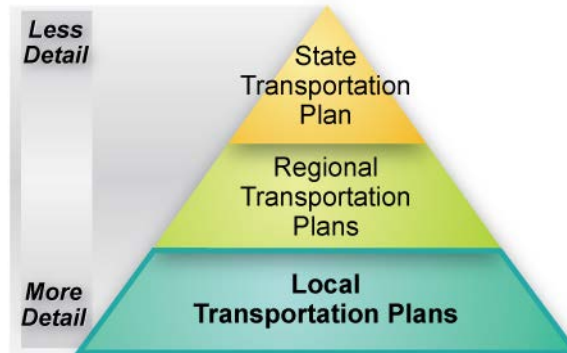 Less
Detail
State
Transportation
Plan
Regional
Transportation
Plans
More
Detail
Local
Transportation Plans